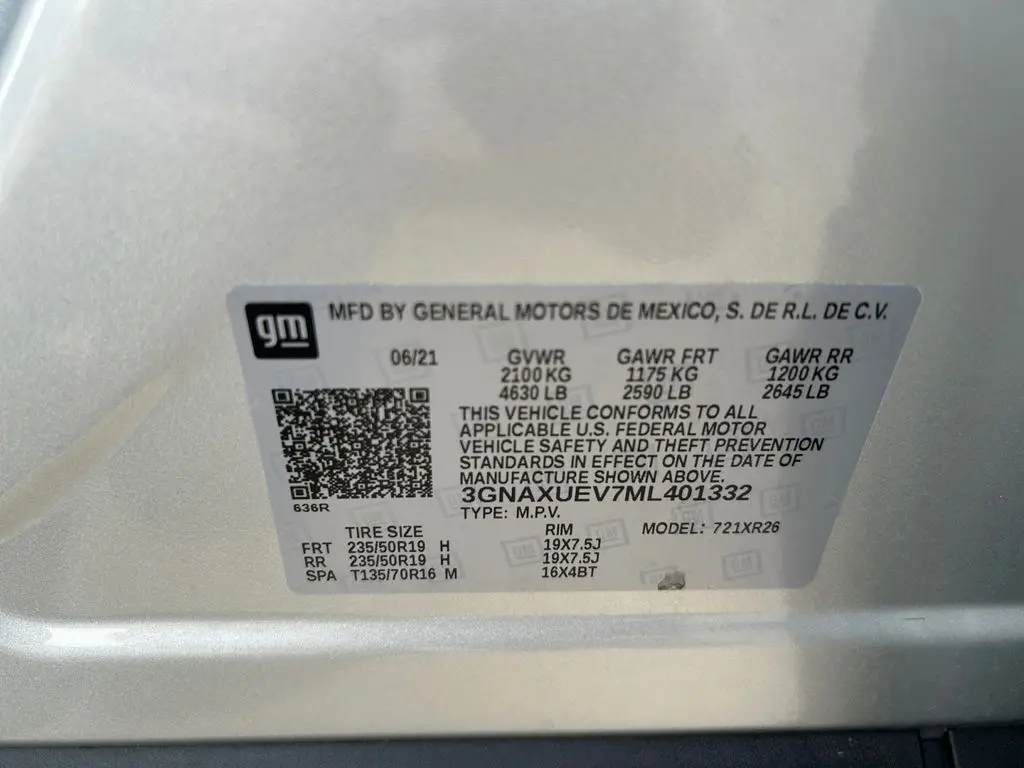 gm
MFD BY GENERAL MOTORS DE MEXICO, S. DE R.L. DE C.V.
06/21 GVWR GAWR FRT GAWR RR
2100 KG 1175 KG 1200 KG
4630 LB 2590 LB 2645 LB
THIS VEHICLE CONFORMS TO ALL
APPLICABLE U.S. FEDERAL MOTOR
VEHICLE SAFETY AND THEFT PREVENTION
STANDARDS IN EFFECT ON THE DATE OF
MANUFACTURE SHOWN ABOVE.
3GNAXUEV7ML401332
636R
TYPE: M.P.V.
TIRE SIZE RIM MODEL: 721XR26
FRT 235/50R19 H 19X7.5J
RR 235/50R19 H 19X7.5J
SPA T135/70R16 M 16X4BT